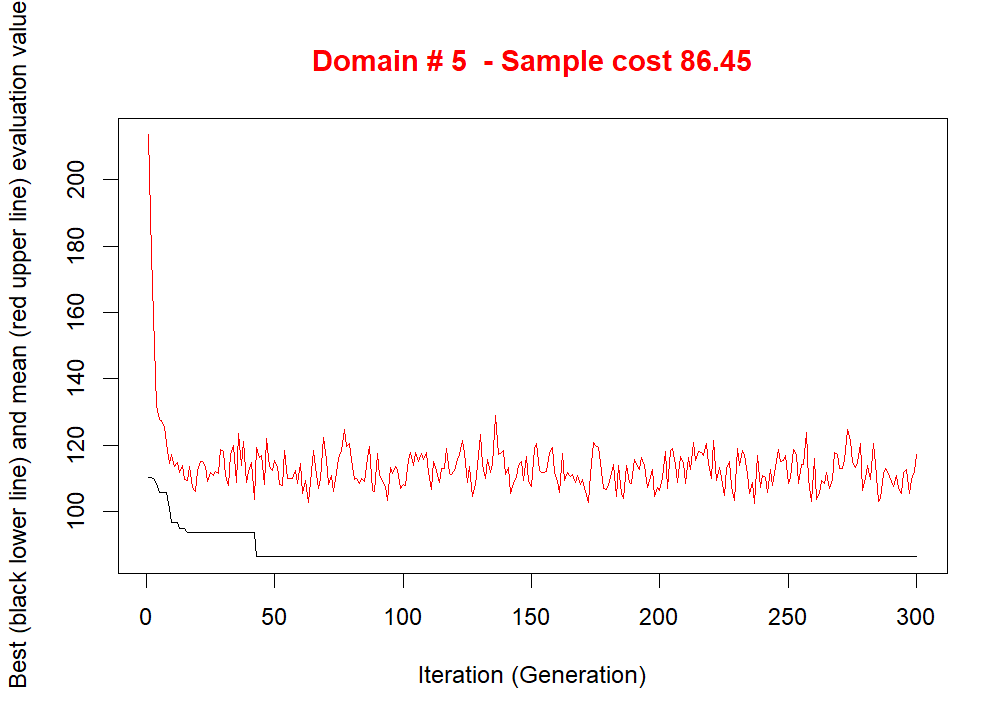 Domain # 5  - Sample cost 86.45
Best (black lower line) and mean (red upper line) evaluation value
200
180
160
140
120
100
0 50 100 150 200 250 300
Iteration (Generation)